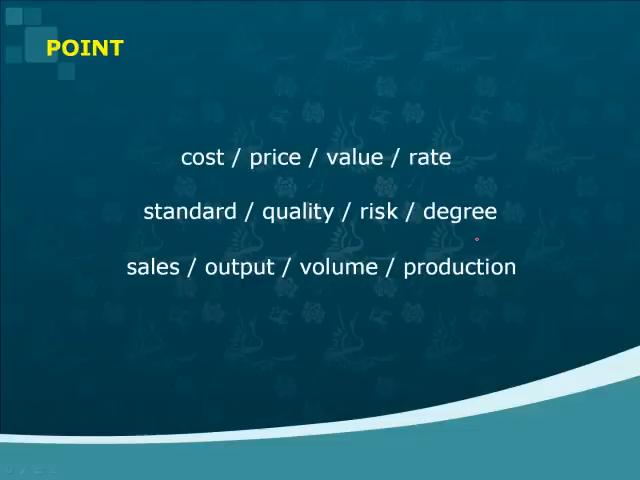 POINT
cost / price / value / rate
standard / quality / risk / degree
sales / output / volume / production